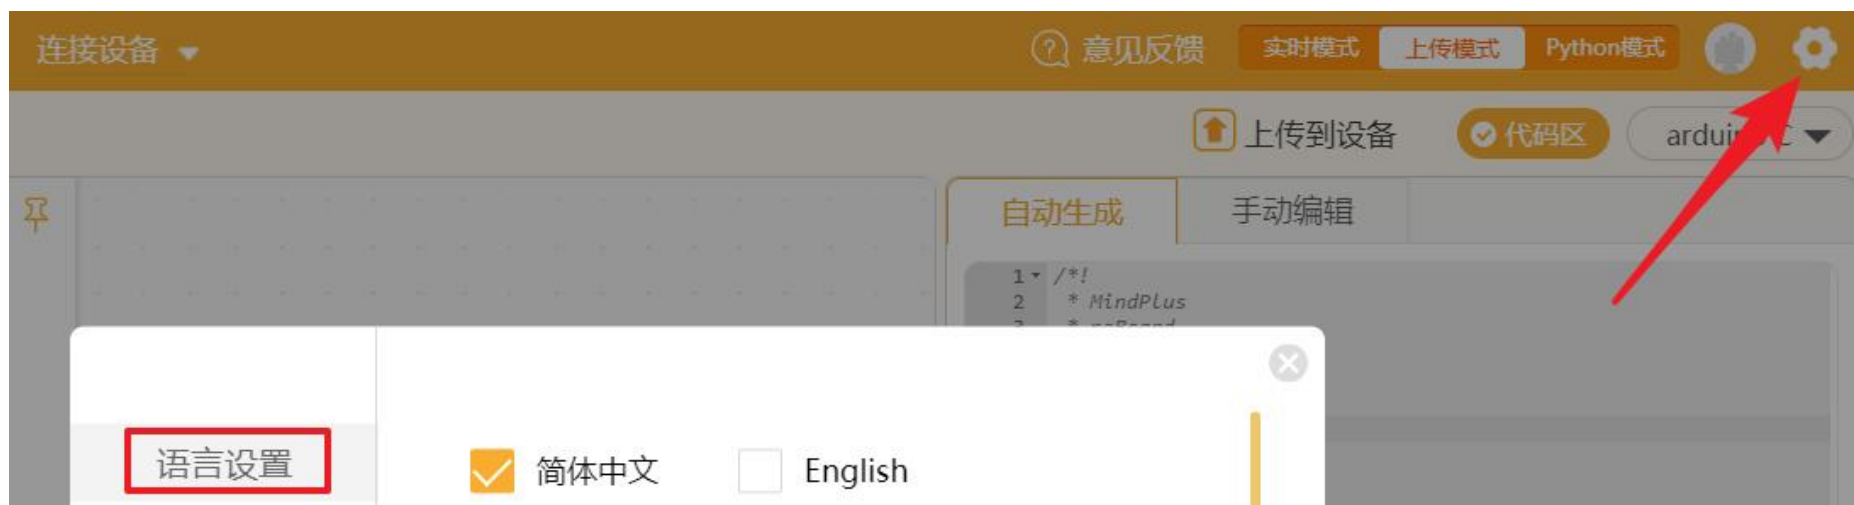 连接设备
意见反馈 实时模式 上传模式 Python模式
上传到设备 代码区
自动生成 手动编辑
1 /*!
2 * MindPlus
语言设置 简体中文 English